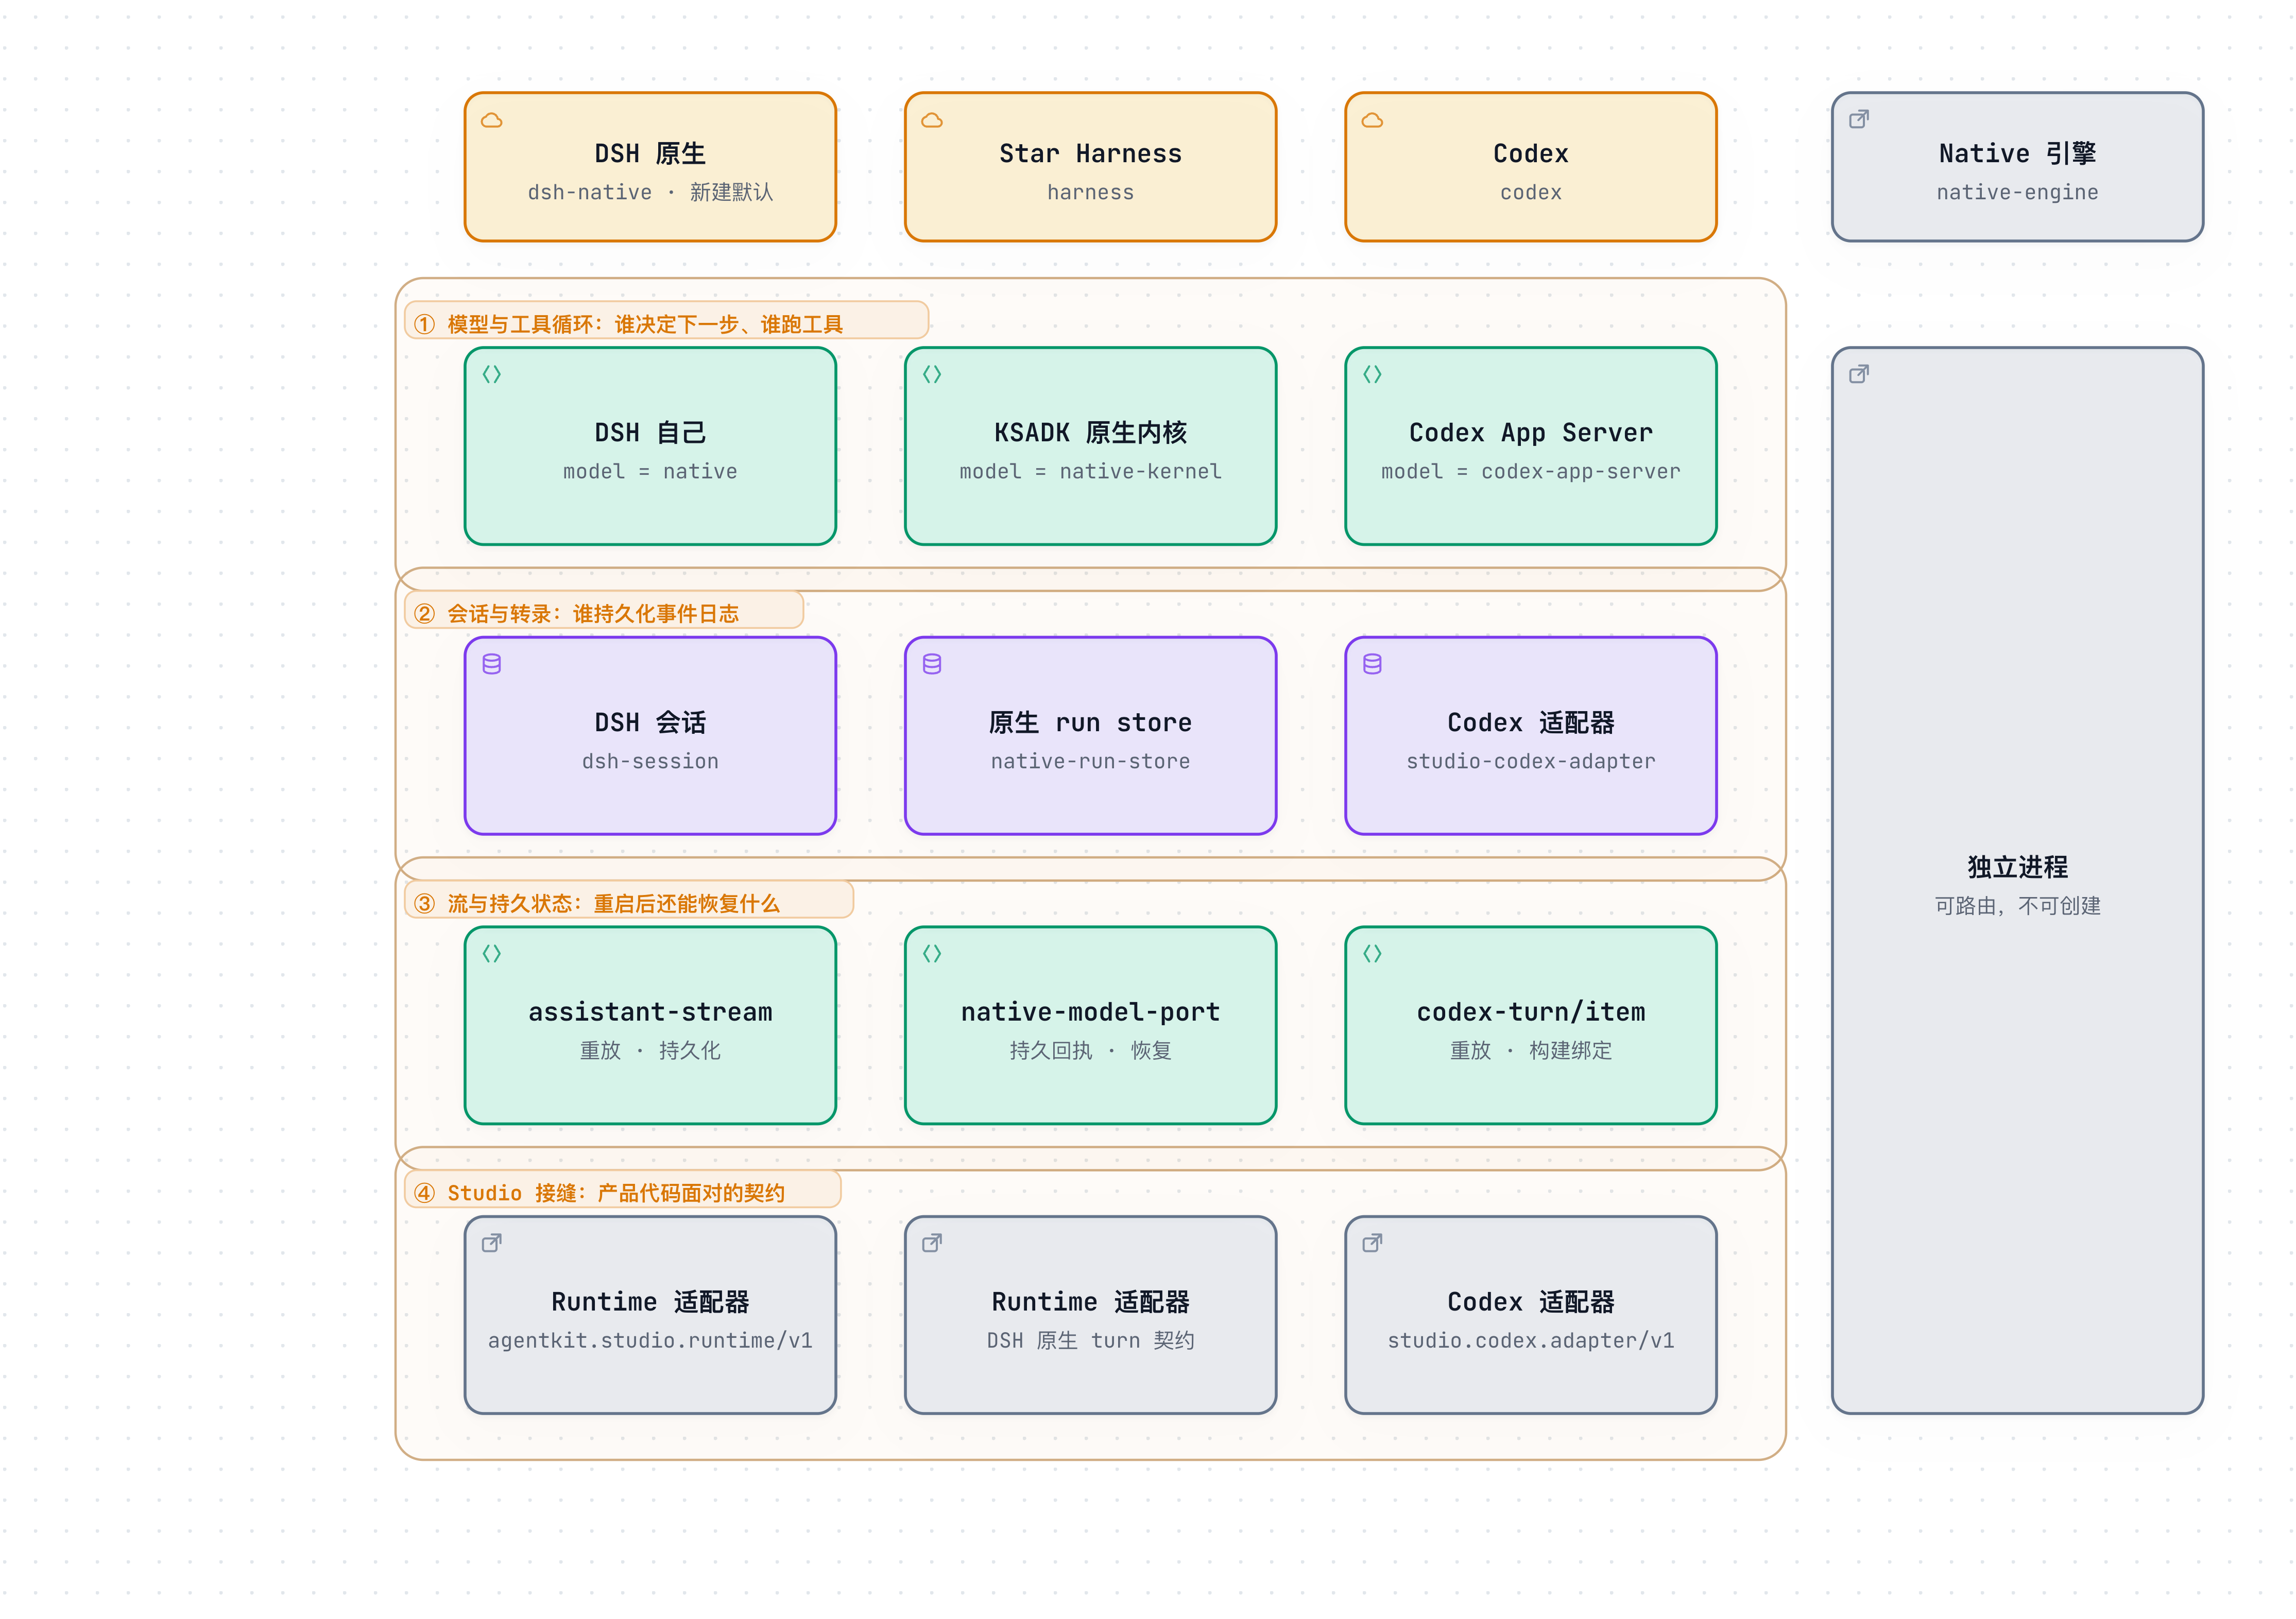 DSH 原生
dsh-native · 新建默认
Star Harness
harness
Codex
codex
Native 引擎
native-engine
① 模型与工具循环：谁决定下一步、谁跑工具
DSH 自己
model = native
KSADK 原生内核
model = native-kernel
Codex App Server
model = codex-app-server
② 会话与转录：谁持久化事件日志
DSH 会话
dsh-session
原生 run store
native-run-store
Codex 适配器
studio-codex-adapter
独立进程
可路由，不可创建
③ 流与持久状态：重启后还能恢复什么
assistant-stream
重放 · 持久化
native-model-port
持久回执 · 恢复
codex-turn/item
重放 · 构建绑定
④ Studio 接缝：产品代码面对的契约
Runtime 适配器
agentkit.studio.runtime/v1
Runtime 适配器
DSH 原生 turn 契约
Codex 适配器
studio.codex.adapter/v1